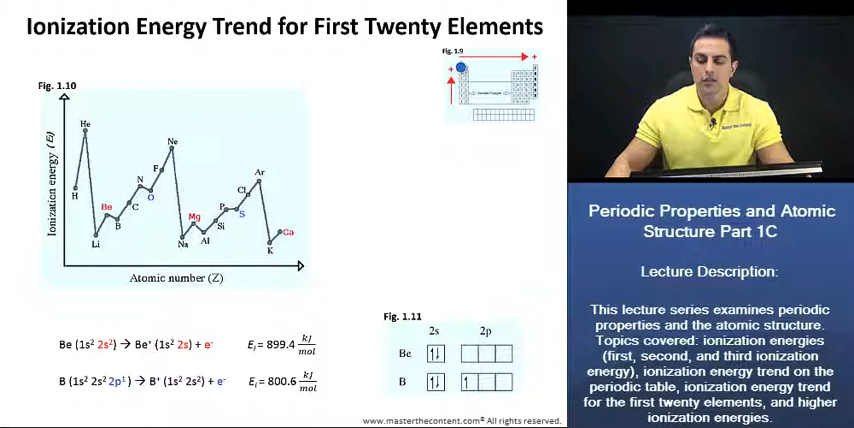 Ionization Energy Trend for First Twenty Elements
Fig. 1.9
+
+
Fig. 1.10
Ionization energy (Eᵢ)
He
H
Li
Be
B
C
N
O
F
Ne
Na
Mg
Al
Si
P
S
Cl
Ar
K
Ca
Atomic number (Z)
Be (1s² 2s²) → Be⁺ (1s² 2s) + e⁻ Eᵢ = 899.4 kJ/mol
B (1s² 2s² 2p¹) → B⁺ (1s² 2s²) + e⁻ Eᵢ = 800.6 kJ/mol
Fig. 1.11
2s 2p
Be
B
www.masterthecontent.com© All rights reserved.
Periodic Properties and Atomic
Structure Part 1C
Lecture Description:
This lecture series examines periodic
properties and the atomic structure.
Topics covered: ionization energies
(first, second, and third ionization
energy), ionization energy trend on the
periodic table, ionization energy trend
for the first twenty elements, and higher
ionization energies.